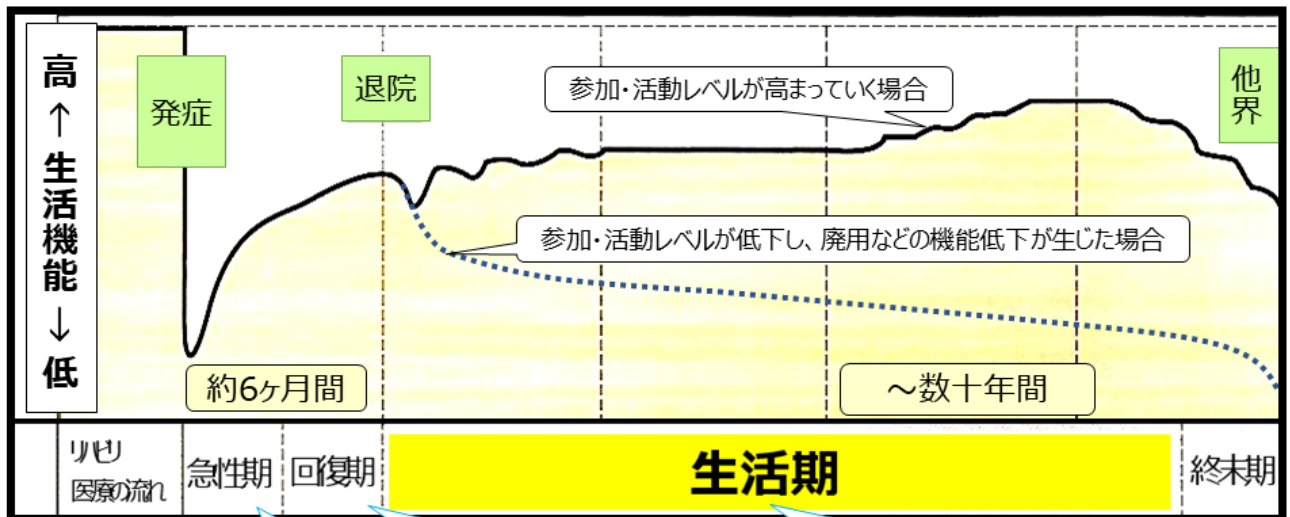 高
↑
生活機能
↓
低
発症
退院
参加・活動レベルが高まっていく場合
他界
参加・活動レベルが低下し、廃用などの機能低下が生じた場合
約6ヶ月間
～数十年間
リハビリ
医療の流れ
急性期
回復期
生活期
終末期